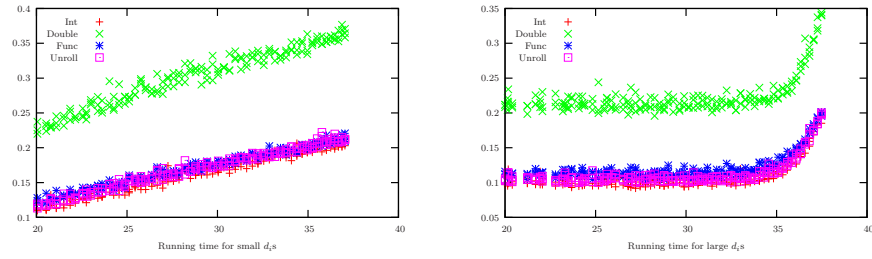 0.4
0.35
0.3
0.25
0.2
0.15
0.1
20
25
30
35
40
Int
Double
Func
Unroll
Running time for small dᵢs
0.35
0.3
0.25
0.2
0.15
0.1
0.05
20
25
30
35
40
Int
Double
Func
Unroll
Running time for large dᵢs